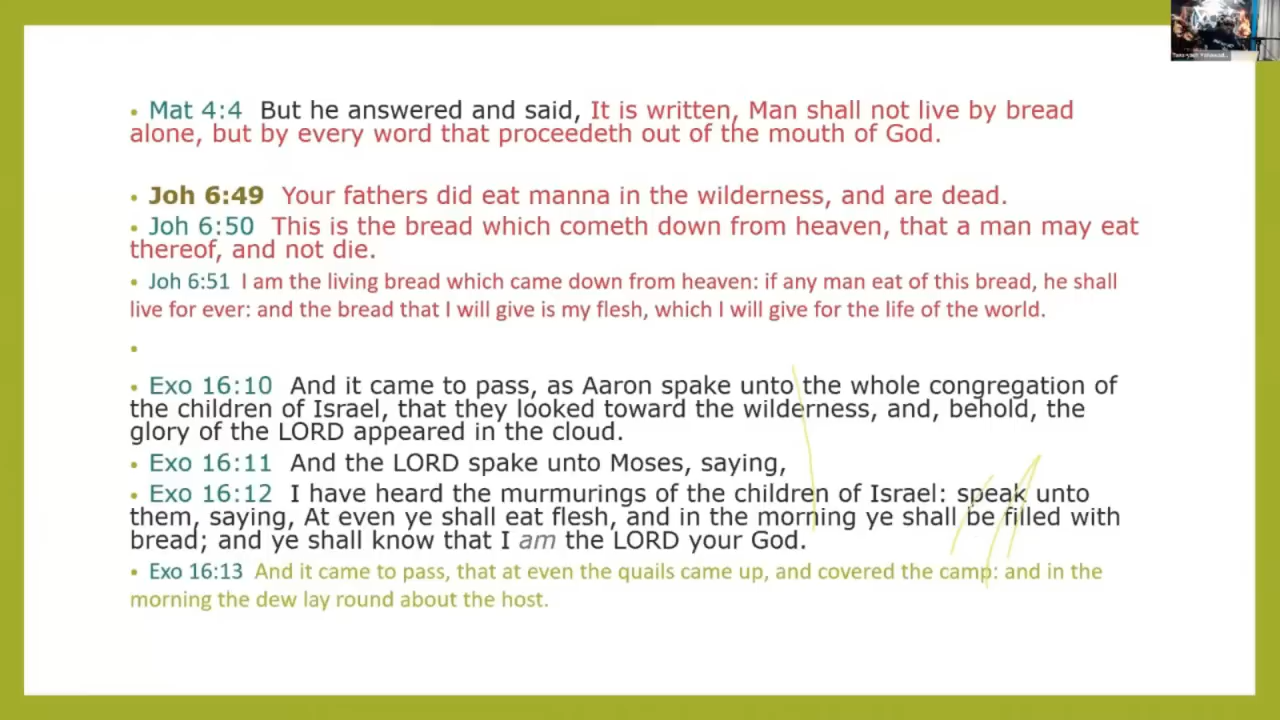 • Mat 4:4 But he answered and said, It is written, Man shall not live by bread
alone, but by every word that proceedeth out of the mouth of God.
• Joh 6:49 Your fathers did eat manna in the wilderness, and are dead.
• Joh 6:50 This is the bread which cometh down from heaven, that a man may eat
thereof, and not die.
• Joh 6:51 I am the living bread which came down from heaven: if any man eat of this bread, he shall
live for ever: and the bread that I will give is my flesh, which I will give for the life of the world.
•
• Exo 16:10 And it came to pass, as Aaron spake unto the whole congregation of
the children of Israel, that they looked toward the wilderness, and, behold, the
glory of the LORD appeared in the cloud.
• Exo 16:11 And the LORD spake unto Moses, saying,
• Exo 16:12 I have heard the murmurings of the children of Israel: speak unto
them, saying, At even ye shall eat flesh, and in the morning ye shall be filled with
bread; and ye shall know that I am the LORD your God.
• Exo 16:13 And it came to pass, that at even the quails came up, and covered the camp: and in the
morning the dew lay round about the host.